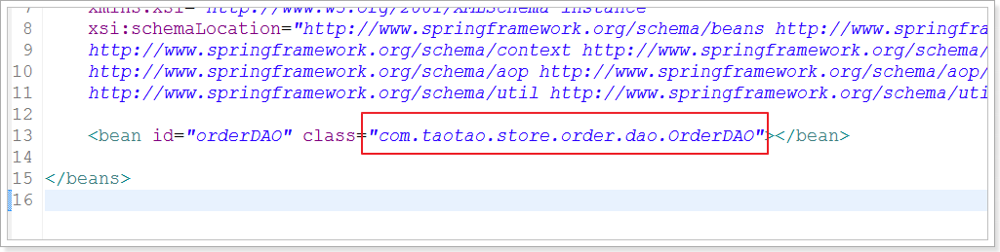 7 xmlns:xsi="http://www.w3.org/2001/XMLSchema-instance"
8 xsi:schemaLocation="http://www.springframework.org/schema/beans http://www.springfra
9 http://www.springframework.org/schema/context http://www.springframework.org/schema/
10 http://www.springframework.org/schema/aop http://www.springframework.org/schema/aop/
11 http://www.springframework.org/schema/util http://www.springframework.org/schema/uti
12
13 <bean id="orderDAO" class="com.taotao.store.order.dao.OrderDAO"></bean>
14
15 </beans>
16